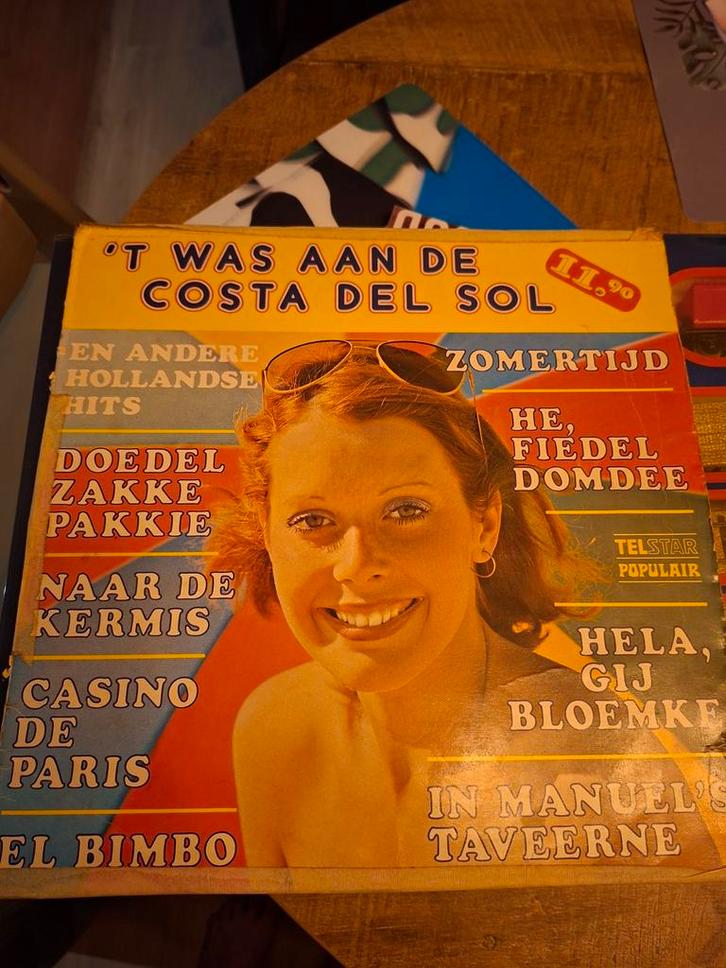 'T WAS AAN DE
COSTA DEL SOL
11.90
EN ANDERE
HOLLANDSE
HITS
DOEDEL
ZAKKE
PAKKIE
NAAR DE
KERMIS
CASINO
DE
PARIS
EL BIMBO
ZOMERTIJD
HE,
FIEDEL
DOMDEE
TELSTAR
POPULAIR
HELA,
GIJ
BLOEMKE
IN MANUEL'S
TAVEERNE